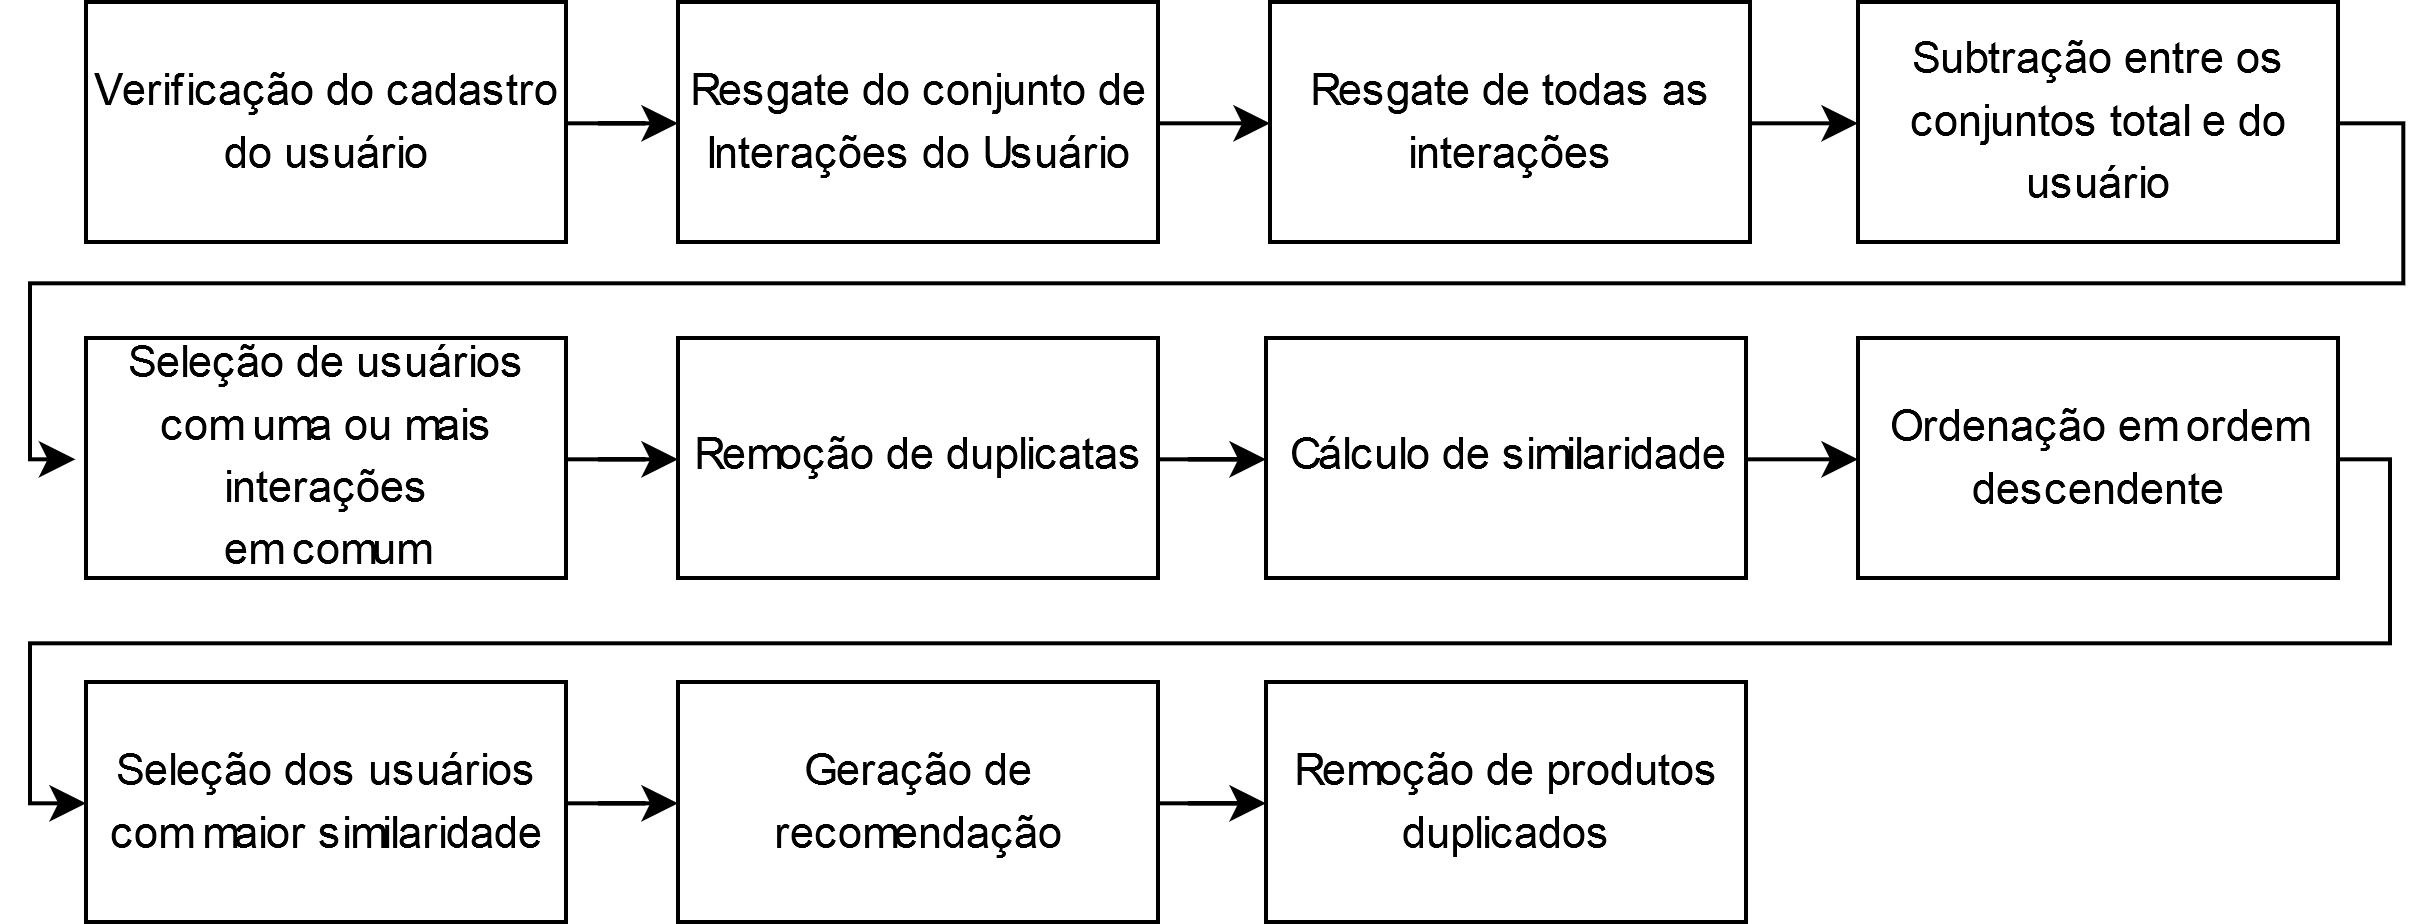 Verificação do cadastro
do usuário
Resgate do conjunto de
Interações do Usuário
Resgate de todas as
interações
Subtração entre os
conjuntos total e do
usuário
Seleção de usuários
com uma ou mais
interações
em comum
Remoção de duplicatas
Cálculo de similaridade
Ordenação em ordem
descendente
Seleção dos usuários
com maior similaridade
Geração de
recomendação
Remoção de produtos
duplicados